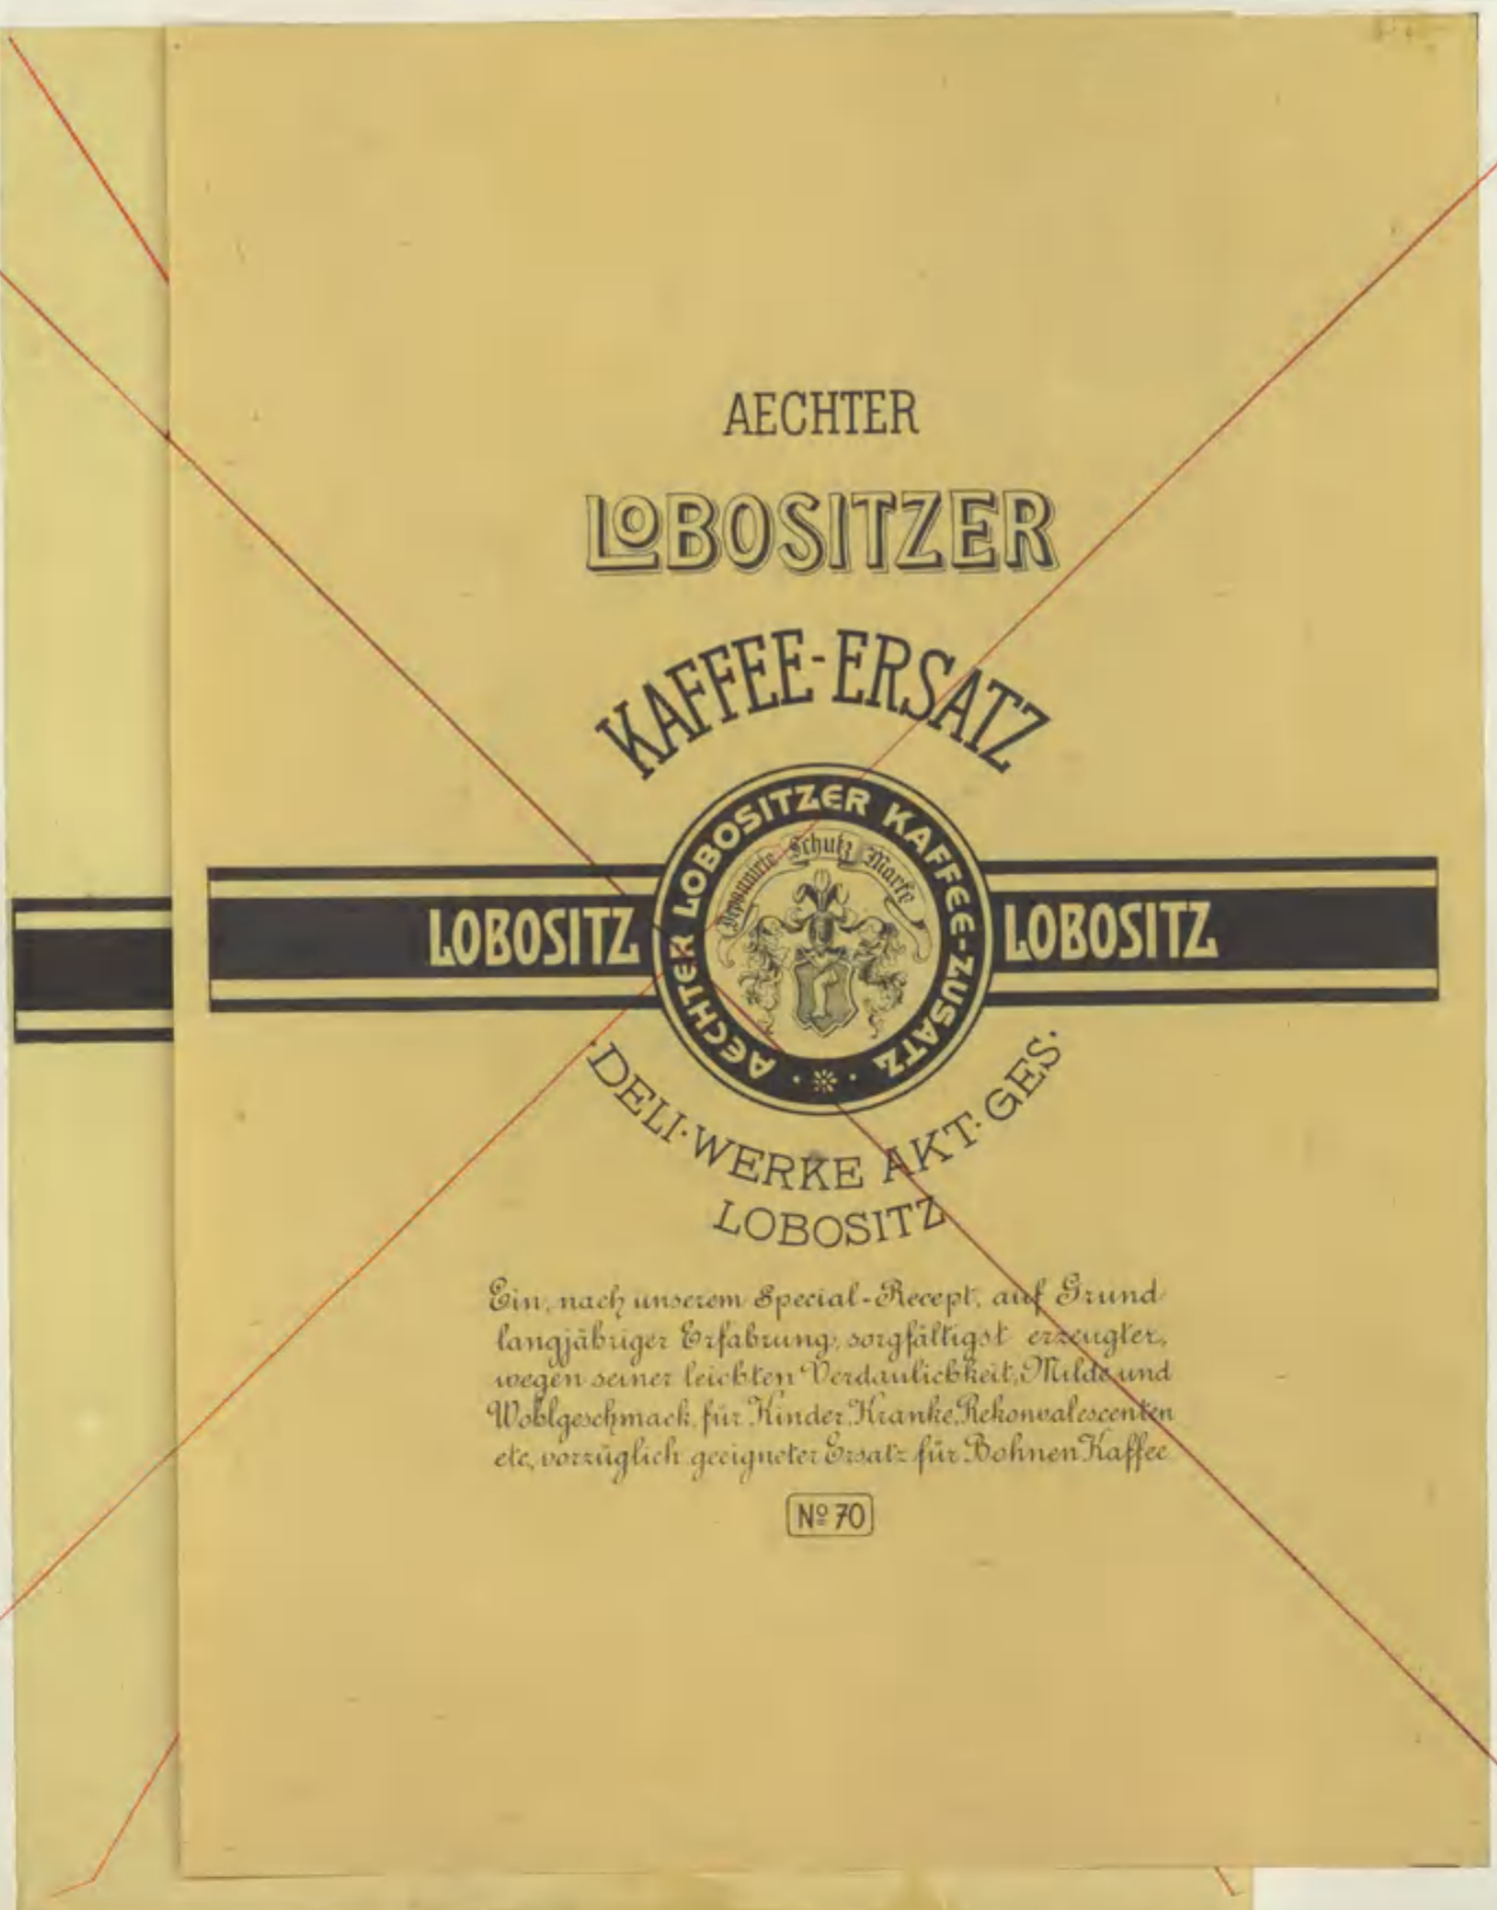 AECHTER
LOBOSITZER
KAFFEE-ERSATZ
AECHTER LOBOSITZER KAFFEE-ZUSATZ
Deponnirte Schutz Marke
LOBOSITZ
LOBOSITZ
·DELI·WERKE AKT·GES·
LOBOSITZ
Ein, nach unserem Special-Recept, auf Grund
langjähriger Erfahrung, sorgfältigst erzeugter,
wegen seiner leichten Verdaulichkeit, Milde und
Wohlgeschmack, für Kinder, Kranke, Rekonvalescenten
etc, vorzüglich geeigneter Ersatz für Bohnen Kaffee
Nº 70